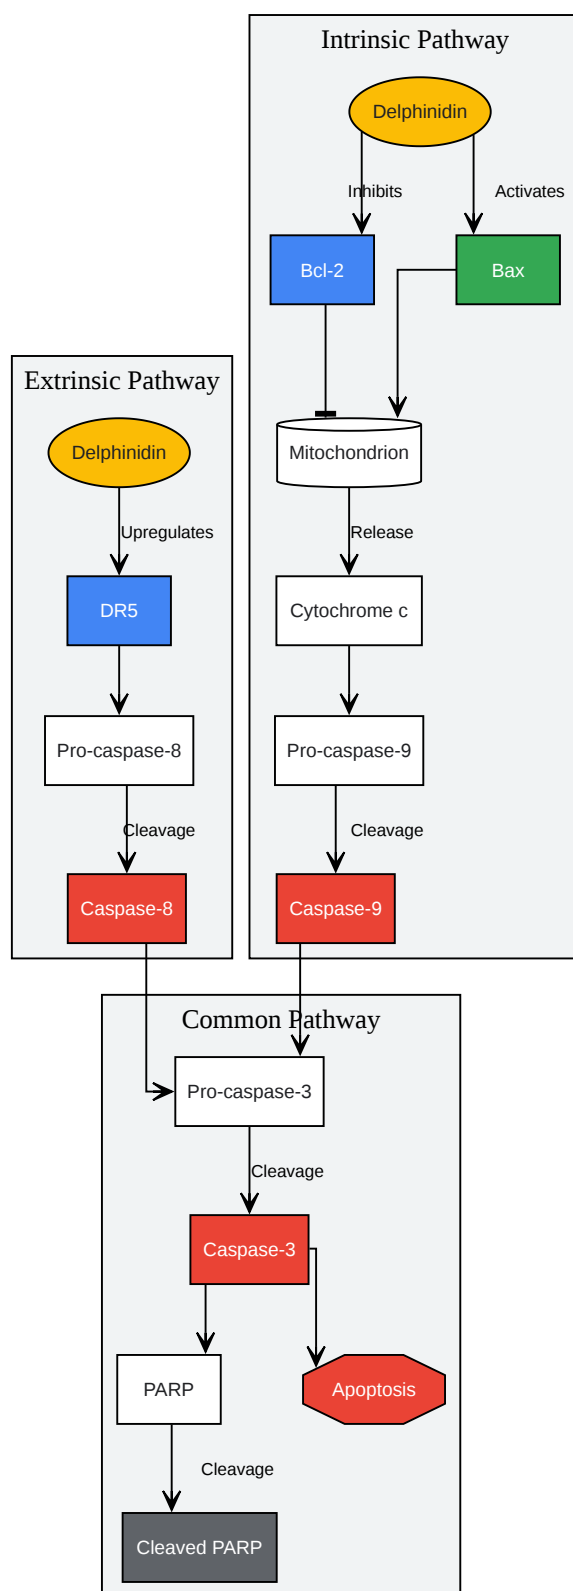 Intrinsic Pathway
Delphinidin
Inhibits
Activates
Bcl-2
Bax
Extrinsic Pathway
Delphinidin
Mitochondrion
Upregulates
Release
DR5
Cytochrome c
Pro-caspase-8
Pro-caspase-9
Cleavage
Cleavage
Caspase-8
Caspase-9
Common Pathway
Pro-caspase-3
Cleavage
Caspase-3
PARP
Apoptosis
Cleavage
Cleaved PARP